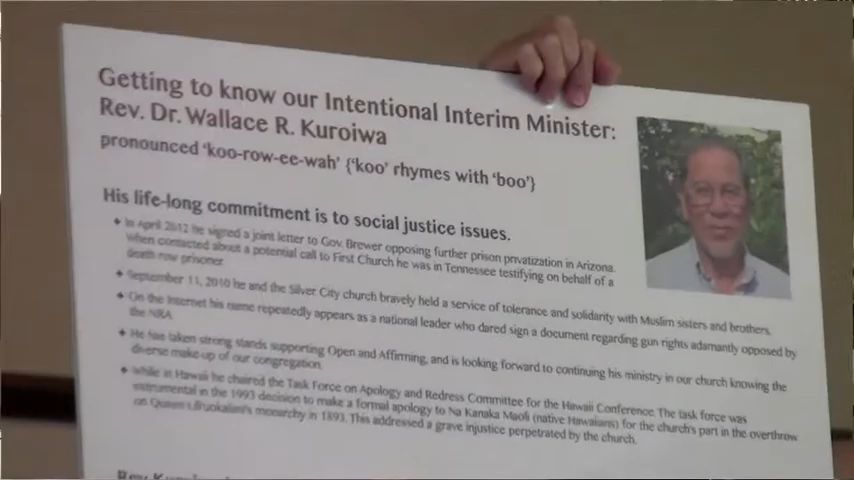 Getting to know our Intentional Interim Minister:
Rev. Dr. Wallace R. Kuroiwa
pronounced 'koo-row-ee-wah' {'koo' rhymes with 'boo'}
His life-long commitment is to social justice issues.
✦ In April 2012 he signed a joint letter to Gov. Brewer opposing further prison privatization in Arizona.
When contacted about a potential call to First Church he was in Tennessee testifying on behalf of a
death row prisoner.
✦ September 11, 2010 he and the Silver City church bravely held a service of tolerance and solidarity with Muslim sisters and brothers.
✦ On the Internet his name repeatedly appears as a national leader who dared sign a document regarding gun rights adamantly opposed by
the NRA.
✦ He has taken strong stands supporting Open and Affirming, and is looking forward to continuing his ministry in our church knowing the
diverse make-up of our congregation.
✦ While in Hawaii he chaired the Task Force on Apology and Redress Committee for the Hawaii Conference. The task force was
instrumental in the 1993 decision to make a formal apology to Na Kanaka Maoli (native Hawaiians) for the church's part in the overthrow
on Queen Lili'uokalani's monarchy in 1893. This addressed a grave injustice perpetrated by the church.